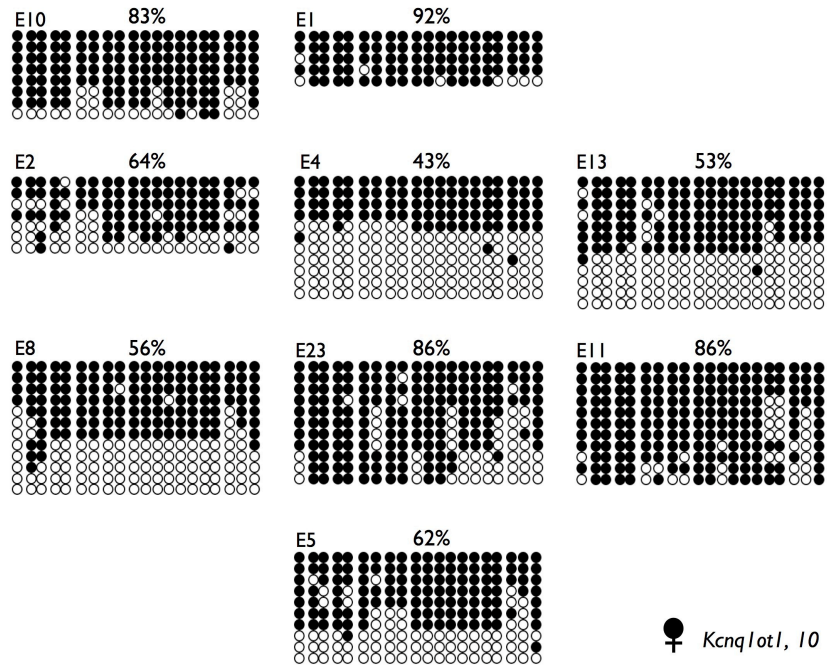 E10 83%
E1 92%
E2 64%
E4 43%
E13 53%
E8 56%
E23 86%
E11 86%
E5 62%
Kcnq1ot1, 10